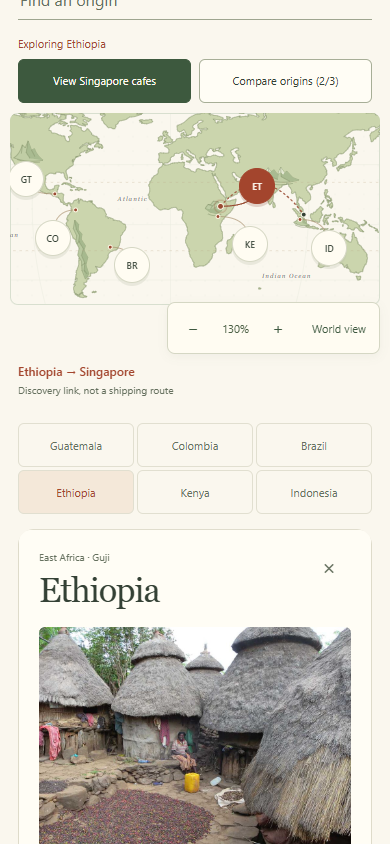 Find an origin
Exploring Ethiopia
View Singapore cafes
Compare origins (2/3)
GT
ET
Atlantic
CO
KE
ID
BR
Indian Ocean
− 130% + World view
Ethiopia → Singapore
Discovery link, not a shipping route
Guatemala
Colombia
Brazil
Ethiopia
Kenya
Indonesia
East Africa · Guji
×
Ethiopia